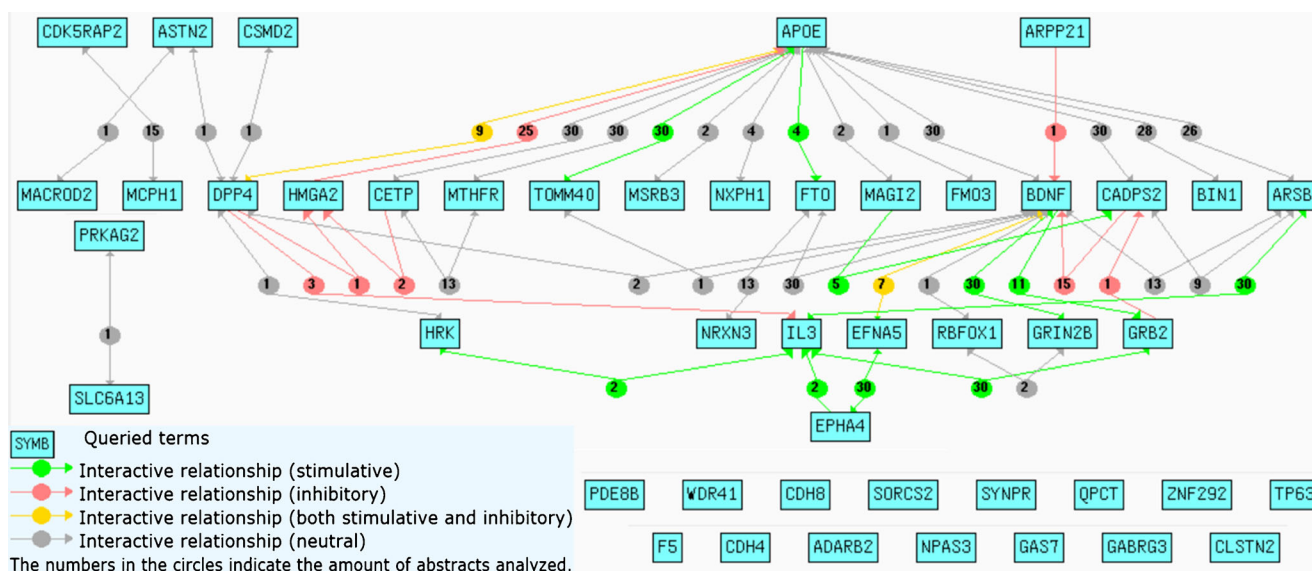 CDK5RAP2 ASTN2 CSMD2 APOE ARPP21
1 15 1 1 9 25 30 30 30 2 4 4 2 1 30 1 30 28 26
MACROD2 MCPH1 DPP4 HMGA2 CETP MTHFR TOMM40 MSRB3 NXPH1 FTO MAGI2 FMO3 BDNF CADPS2 BIN1 ARSB
PRKAG2
1 3 1 2 13 2 1 13 30 5 7 1 30 11 15 1 13 9 30
1 HRK NRXN3 IL3 EFNA5 RBFOX1 GRIN2B GRB2
2 2 30 30 2
SLC6A13
EPHA4
SYMB Queried terms
Interactive relationship (stimulative)
Interactive relationship (inhibitory)
Interactive relationship (both stimulative and inhibitory)
Interactive relationship (neutral)
The numbers in the circles indicate the amount of abstracts analyzed.
PDE8B WDR41 CDH8 SORCS2 SYNPR QPCT ZNF292 TP63
F5 CDH4 ADARB2 NPAS3 GAS7 GABRG3 CLSTN2